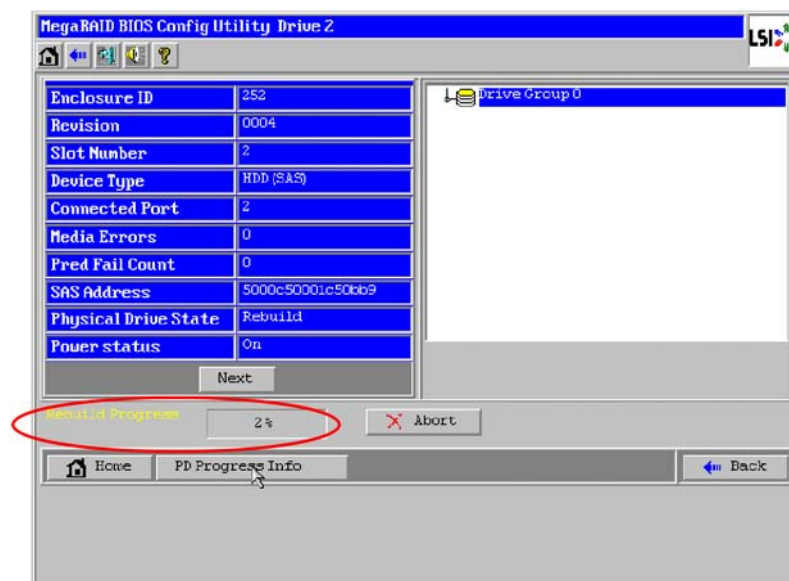 MegaRAID BIOS Config Utility Drive 2
LSI
Enclosure ID 252
Revision 0004
Slot Number 2
Device Type HDD (SAS)
Connected Port 2
Media Errors 0
Pred Fail Count 0
SAS Address 5000c50001c50bb9
Physical Drive State Rebuild
Power status On
Next
Drive Group 0
Rebuild Progress 2%
Abort
Home PD Progress Info Back